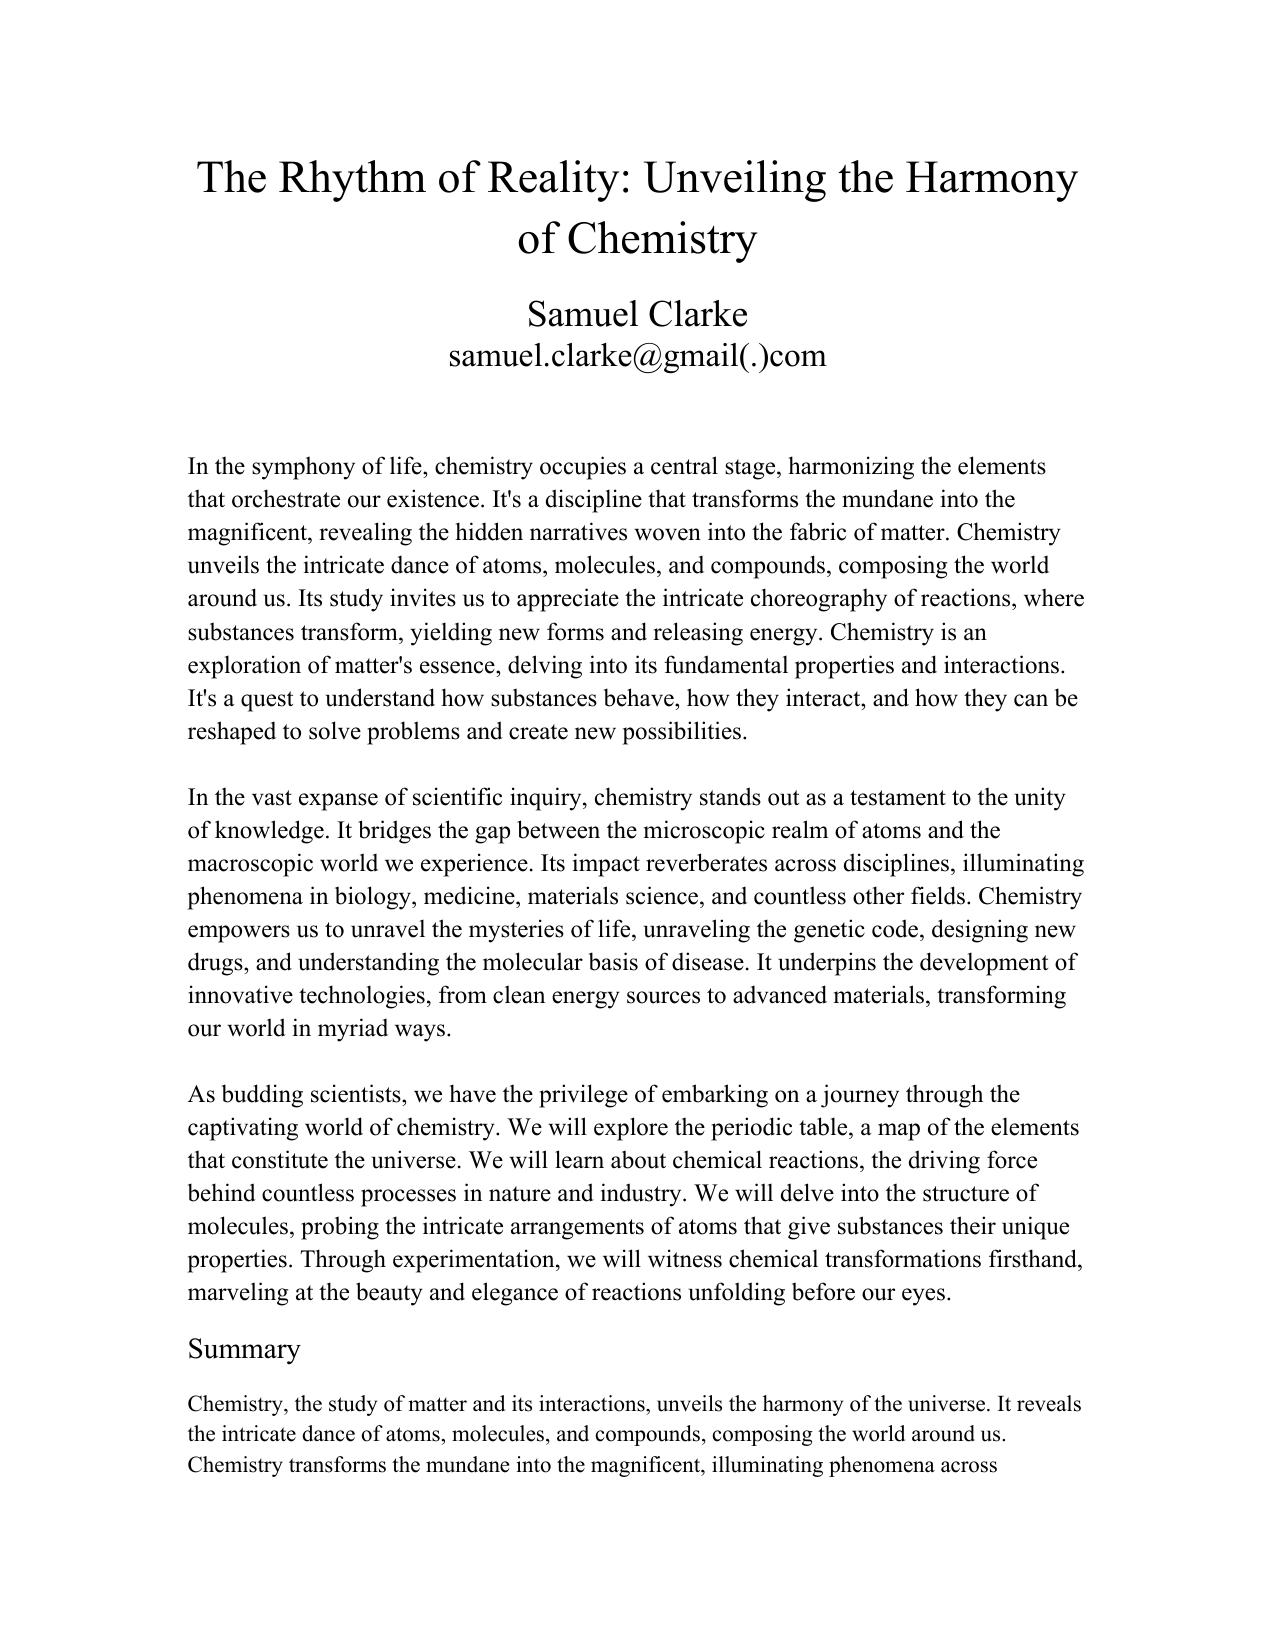 The Rhythm of Reality: Unveiling the Harmony
of Chemistry
Samuel Clarke
samuel.clarke@gmail(.)com
In the symphony of life, chemistry occupies a central stage, harmonizing the elements
that orchestrate our existence. It's a discipline that transforms the mundane into the
magnificent, revealing the hidden narratives woven into the fabric of matter. Chemistry
unveils the intricate dance of atoms, molecules, and compounds, composing the world
around us. Its study invites us to appreciate the intricate choreography of reactions, where
substances transform, yielding new forms and releasing energy. Chemistry is an
exploration of matter's essence, delving into its fundamental properties and interactions.
It's a quest to understand how substances behave, how they interact, and how they can be
reshaped to solve problems and create new possibilities.
In the vast expanse of scientific inquiry, chemistry stands out as a testament to the unity
of knowledge. It bridges the gap between the microscopic realm of atoms and the
macroscopic world we experience. Its impact reverberates across disciplines, illuminating
phenomena in biology, medicine, materials science, and countless other fields. Chemistry
empowers us to unravel the mysteries of life, unraveling the genetic code, designing new
drugs, and understanding the molecular basis of disease. It underpins the development of
innovative technologies, from clean energy sources to advanced materials, transforming
our world in myriad ways.
As budding scientists, we have the privilege of embarking on a journey through the
captivating world of chemistry. We will explore the periodic table, a map of the elements
that constitute the universe. We will learn about chemical reactions, the driving force
behind countless processes in nature and industry. We will delve into the structure of
molecules, probing the intricate arrangements of atoms that give substances their unique
properties. Through experimentation, we will witness chemical transformations firsthand,
marveling at the beauty and elegance of reactions unfolding before our eyes.
Summary
Chemistry, the study of matter and its interactions, unveils the harmony of the universe. It reveals
the intricate dance of atoms, molecules, and compounds, composing the world around us.
Chemistry transforms the mundane into the magnificent, illuminating phenomena across